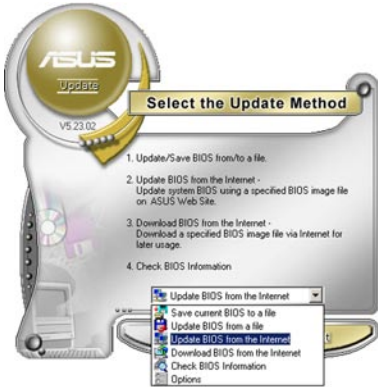 ASUS
Update
V5.23.02
Select the Update Method
1. Update/Save BIOS from/to a file.
2. Update BIOS from the Internet -
Update system BIOS using a specified BIOS image file
on ASUS Web Site.
3. Download BIOS from the Internet -
Download a specified BIOS image file via Internet for
later usage.
4. Check BIOS Information
Update BIOS from the Internet
Save current BIOS to a file
Update BIOS from a file
Update BIOS from the Internet
Download BIOS from the Internet
Check BIOS Information
Options